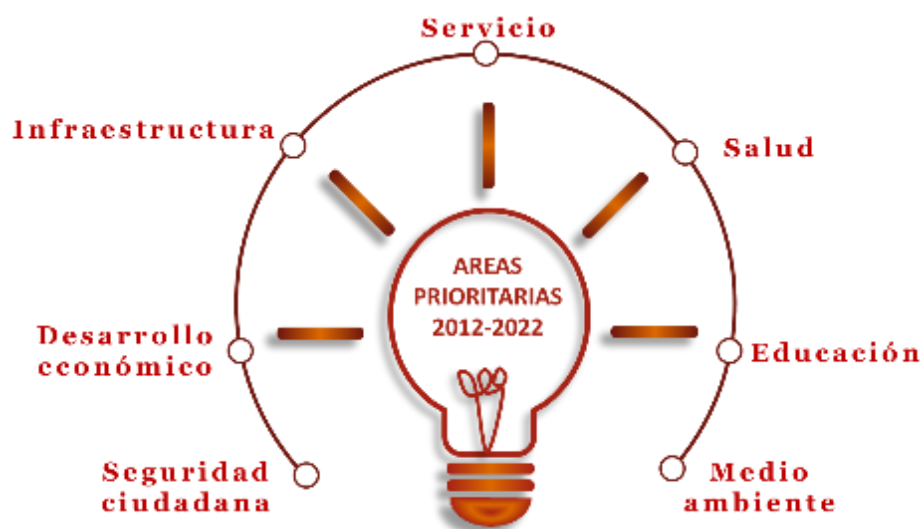 Servicio
Infraestructura
Salud
AREAS
PRIORITARIAS
2012-2022
Desarrollo
económico
Educación
Seguridad
ciudadana
Medio
ambiente